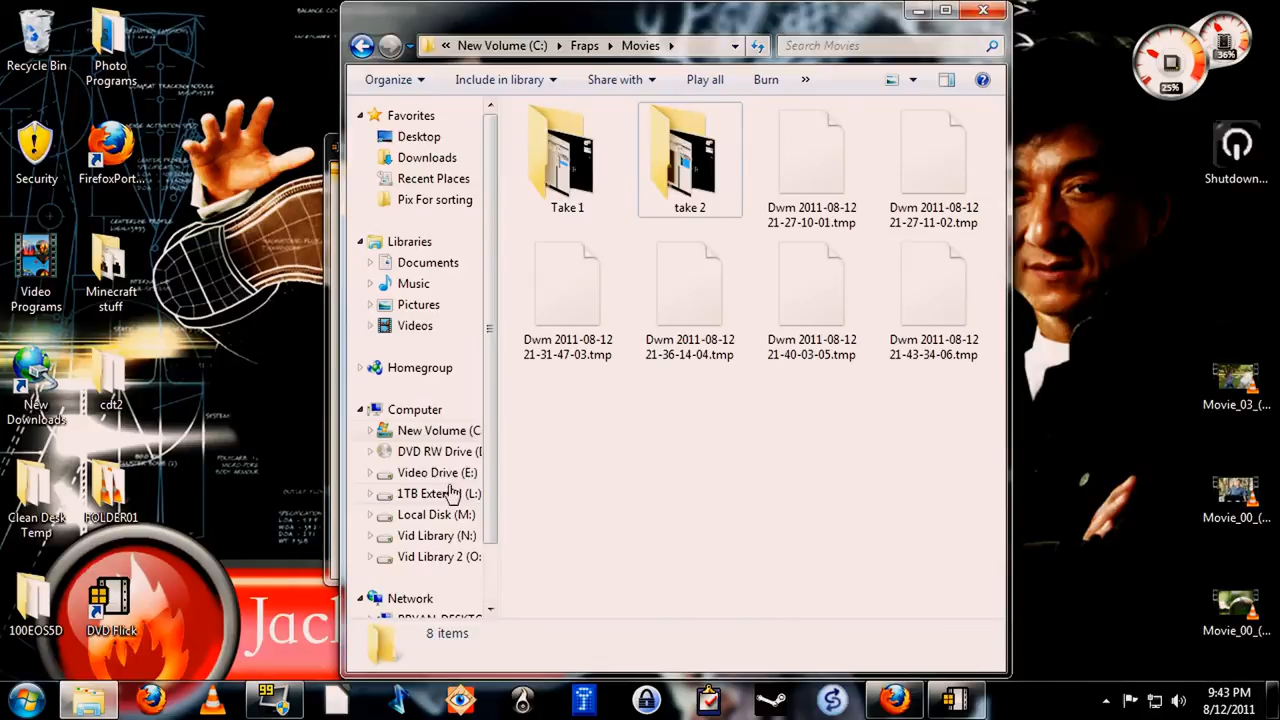 Recycle Bin
Photo
Programs
Security
FirefoxPort...
Video
Programs
Minecraft
stuff
New
Downloads
cdt2
Clean Desk
Temp
FOLDER01
100EOS5D
DVD Flick
« New Volume (C:) Fraps Movies
Search Movies
Organize Include in library Share with Play all Burn »
Favorites
Desktop
Downloads
Recent Places
Pix For sorting
Libraries
Documents
Music
Pictures
Videos
Homegroup
Computer
New Volume (C
DVD RW Drive (
Video Drive (E:)
1TB Extern (L:)
Local Disk (M:)
Vid Library (N:)
Vid Library 2 (O:
Network
Take 1
take 2
Dwm 2011-08-12
21-27-10-01.tmp
Dwm 2011-08-12
21-27-11-02.tmp
Dwm 2011-08-12
21-31-47-03.tmp
Dwm 2011-08-12
21-36-14-04.tmp
Dwm 2011-08-12
21-40-03-05.tmp
Dwm 2011-08-12
21-43-34-06.tmp
8 items
36%
25%
Shutdown...
Movie_03_(...
Movie_00_(...
Movie_00_(...
Jac
99
9:43 PM
8/12/2011